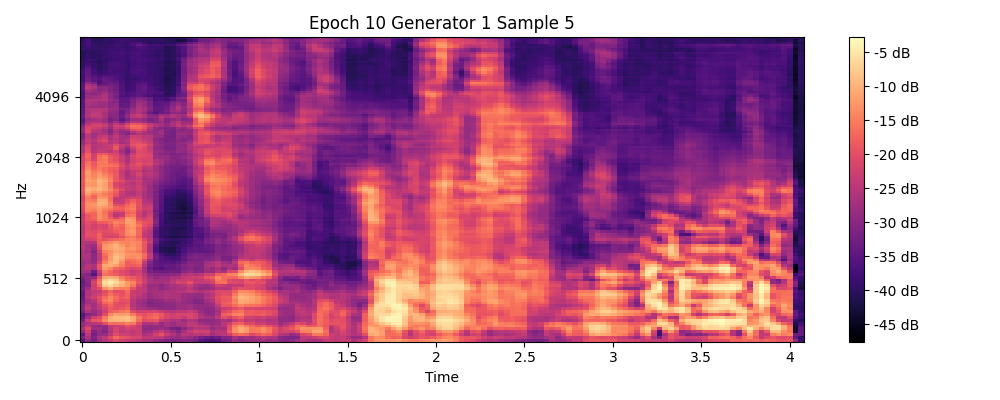 Epoch 10 Generator 1 Sample 5
Hz
4096
2048
1024
512
0
0
0.5
1
1.5
2
2.5
3
3.5
4
Time
-5 dB
-10 dB
-15 dB
-20 dB
-25 dB
-30 dB
-35 dB
-40 dB
-45 dB